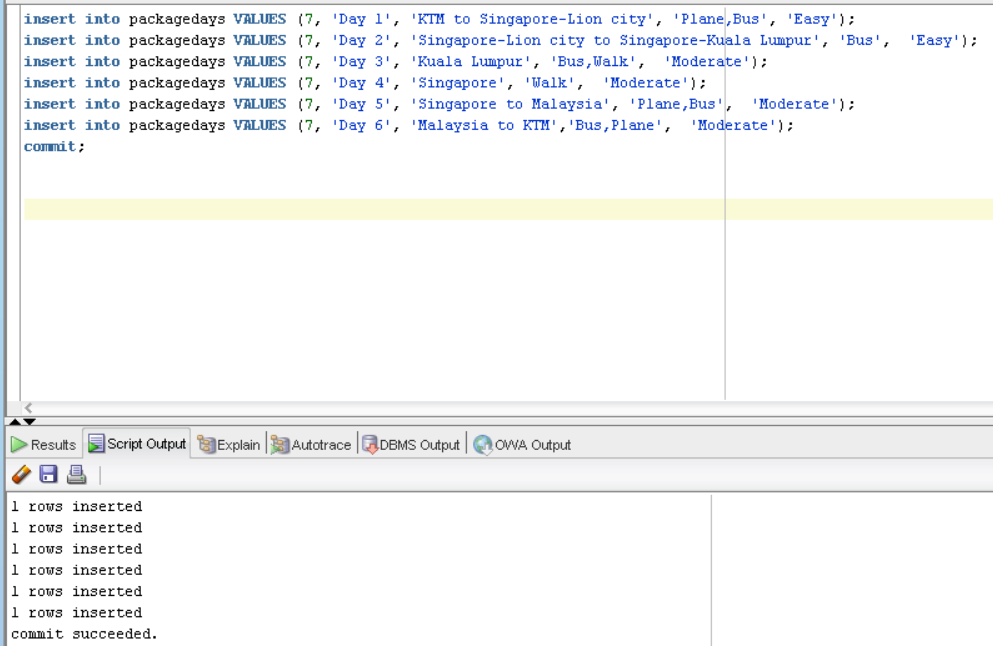 insert into packagedays VALUES (7, 'Day 1', 'KTM to Singapore-Lion city', 'Plane,Bus', 'Easy');
insert into packagedays VALUES (7, 'Day 2', 'Singapore-Lion city to Singapore-Kuala Lumpur', 'Bus',  'Easy');
insert into packagedays VALUES (7, 'Day 3', 'Kuala Lumpur', 'Bus,Walk',  'Moderate');
insert into packagedays VALUES (7, 'Day 4', 'Singapore', 'Walk',  'Moderate');
insert into packagedays VALUES (7, 'Day 5', 'Singapore to Malaysia', 'Plane,Bus',  'Moderate');
insert into packagedays VALUES (7, 'Day 6', 'Malaysia to KTM','Bus,Plane',  'Moderate');
commit;
Results Script Output Explain Autotrace DBMS Output OWA Output
1 rows inserted
1 rows inserted
1 rows inserted
1 rows inserted
1 rows inserted
1 rows inserted
commit succeeded.